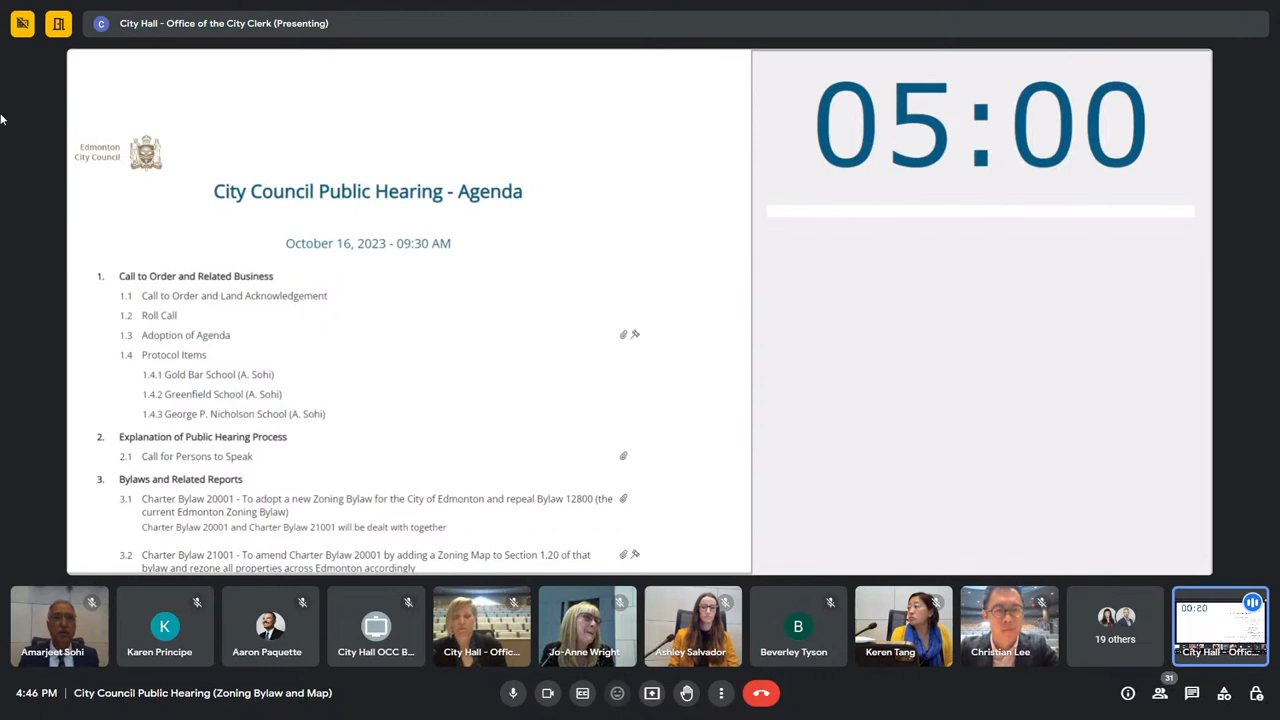 C City Hall - Office of the City Clerk (Presenting)
Edmonton
City Council
City Council Public Hearing - Agenda
October 16, 2023 - 09:30 AM
1. Call to Order and Related Business
1.1 Call to Order and Land Acknowledgement
1.2 Roll Call
1.3 Adoption of Agenda
1.4 Protocol Items
1.4.1 Gold Bar School (A. Sohi)
1.4.2 Greenfield School (A. Sohi)
1.4.3 George P. Nicholson School (A. Sohi)
2. Explanation of Public Hearing Process
2.1 Call for Persons to Speak
3. Bylaws and Related Reports
3.1 Charter Bylaw 20001 - To adopt a new Zoning Bylaw for the City of Edmonton and repeal Bylaw 12800 (the
current Edmonton Zoning Bylaw)
Charter Bylaw 20001 and Charter Bylaw 21001 will be dealt with together
3.2 Charter Bylaw 21001 - To amend Charter Bylaw 20001 by adding a Zoning Map to Section 1.20 of that
bylaw and rezone all properties across Edmonton accordingly
05:00
Amarjeet Sohi
K
Karen Principe
Aaron Paquette
City Hall OCC B...
City Hall - Offic...
Jo-Anne Wright
Ashley Salvador
B
Beverley Tyson
Keren Tang
Christian Lee
19 others
05:00
City Hall - Offic...
4:46 PM | City Council Public Hearing (Zoning Bylaw and Map)
31